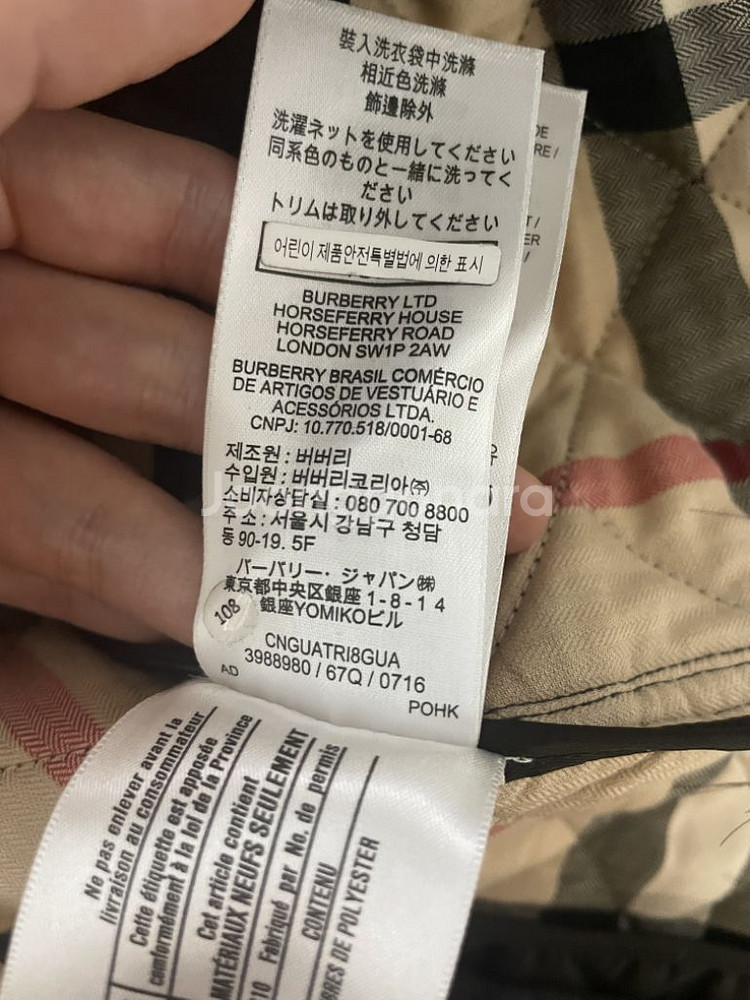 裝入洗衣袋中洗滌
相近色洗滌
飾邊除外
洗濯ネットを使用してください
同系色のものと一緒に洗ってく
ださい
トリムは取り外してください
어린이 제품안전특별법에 의한 표시
BURBERRY LTD
HORSEFERRY HOUSE
HORSEFERRY ROAD
LONDON SW1P 2AW
BURBERRY BRASIL COMÉRCIO
DE ARTIGOS DE VESTUÁRIO E
ACESSÓRIOS LTDA.
CNPJ: 10.770.518/0001-68
제조원 : 버버리
수입원 : 버버리코리아㈜
소비자상담실 : 080 700 8800
주 소 : 서울시 강남구 청담
동 90-19. 5F
バーバリー・ジャパン㈱
東京都中央区銀座 1-8-14
銀座YOMIKOビル
108
CNGUATRI8GUA
3988980 / 67Q / 0716
AD
POHK
DE
RE /
T /
ER
/
Ne pas enlever avant la
livraison au consommateur
Cette étiquette est apposée
conformément à la loi de la Province
Cet article contient
MATÉRIAUX NEUFS SEULEMENT
Fabriqué par No. de permis
10
CONTENU
BRES DE POLYESTER